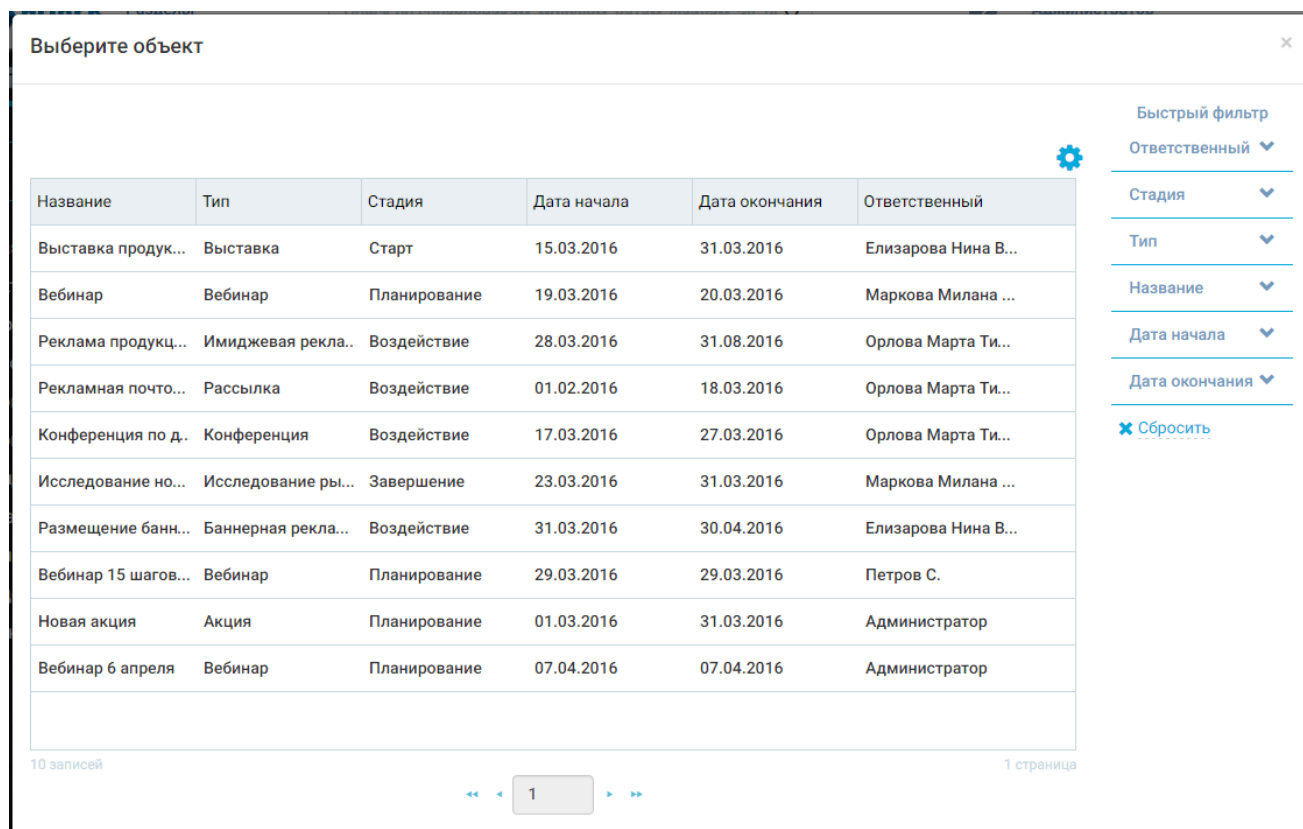 Выберите объект ×
Быстрый фильтр
Ответственный
Стадия
Тип
Название
Дата начала
Дата окончания
Сбросить
Название Тип Стадия Дата начала Дата окончания Ответственный
Выставка продук... Выставка Старт 15.03.2016 31.03.2016 Елизарова Нина В...
Вебинар Вебинар Планирование 19.03.2016 20.03.2016 Маркова Милана ...
Реклама продукц... Имиджевая рекла.. Воздействие 28.03.2016 31.08.2016 Орлова Марта Ти...
Рекламная почто... Рассылка Воздействие 01.02.2016 18.03.2016 Орлова Марта Ти...
Конференция по д.. Конференция Воздействие 17.03.2016 27.03.2016 Орлова Марта Ти...
Исследование но... Исследование ры... Завершение 23.03.2016 31.03.2016 Маркова Милана ...
Размещение банн... Баннерная рекла... Воздействие 31.03.2016 30.04.2016 Елизарова Нина В...
Вебинар 15 шагов... Вебинар Планирование 29.03.2016 29.03.2016 Петров С.
Новая акция Акция Планирование 01.03.2016 31.03.2016 Администратор
Вебинар 6 апреля Вебинар Планирование 07.04.2016 07.04.2016 Администратор
10 записей 1 страница
1